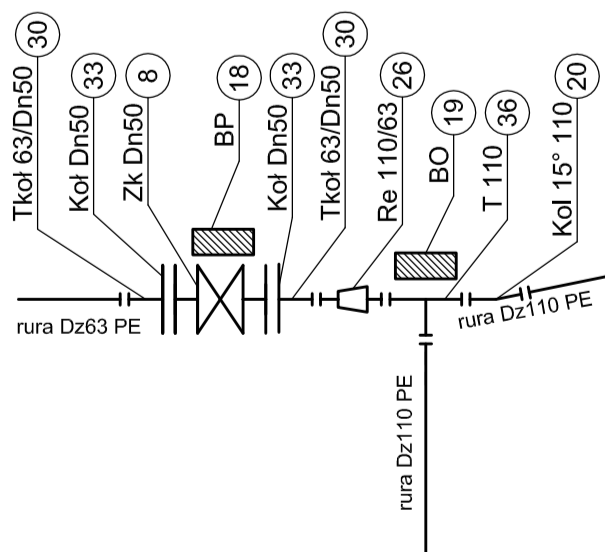 30
Tkoł 63/Dn50
33
Koł Dn50
8
Zk Dn50
18
BP
33
Koł Dn50
30
Tkoł 63/Dn50
26
Re 110/63
19
BO
36
T 110
20
Kol 15° 110
rura Dz63 PE
rura Dz110 PE
rura Dz110 PE